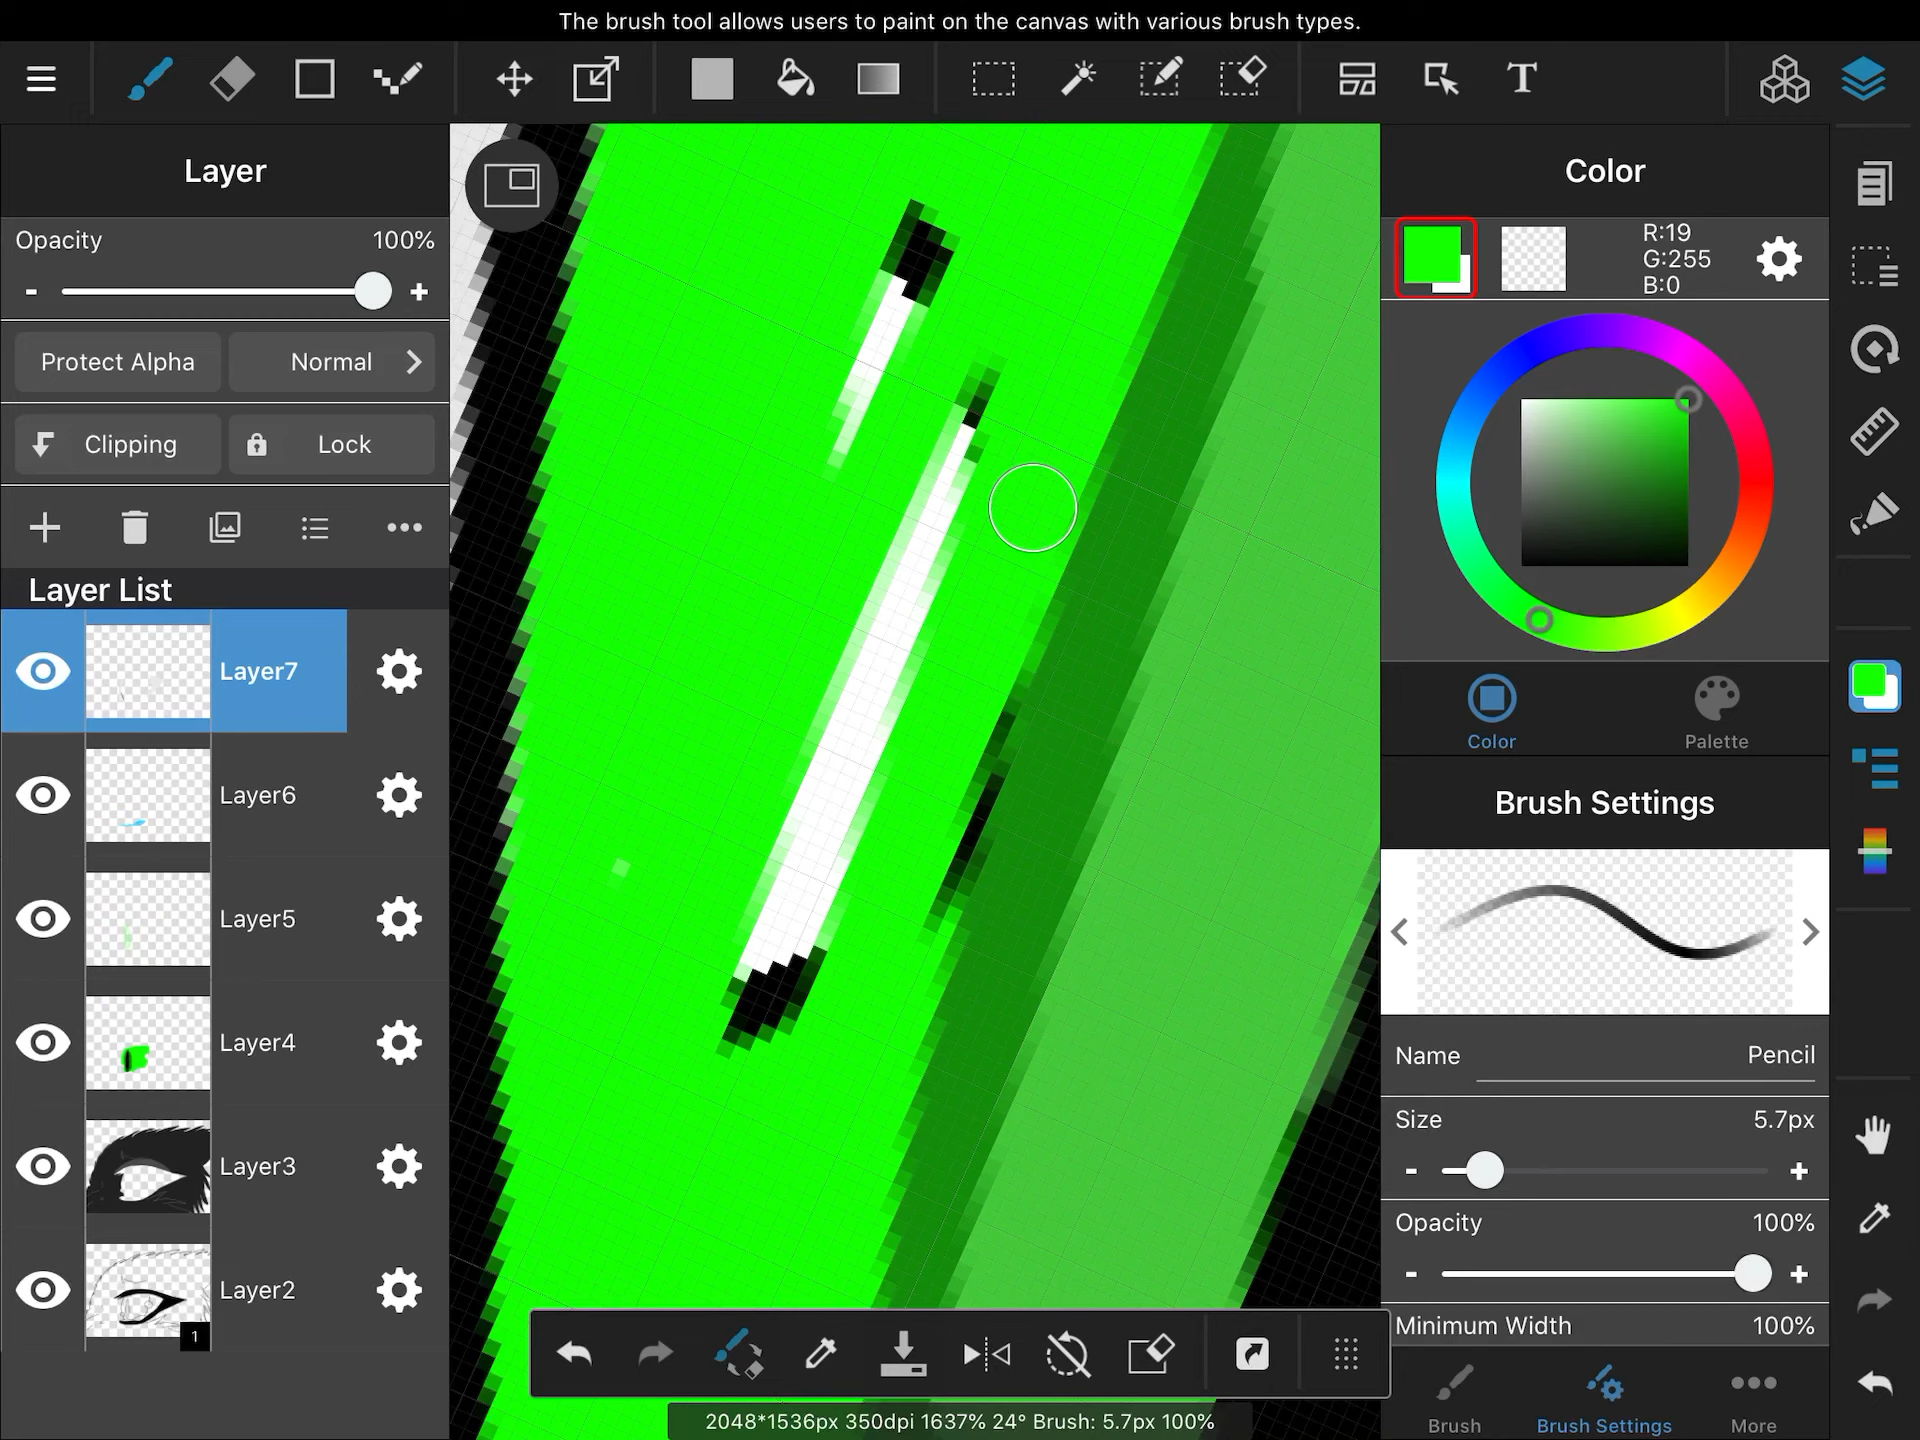 The brush tool allows users to paint on the canvas with various brush types.
T
Layer
Opacity 100%
- +
Protect Alpha Normal
Clipping Lock
Layer List
Layer7
Layer6
Layer5
Layer4
Layer3
Layer2
1
Color
R:19
G:255
B:0
Color Palette
Brush Settings
Name Pencil
Size 5.7px
- +
Opacity 100%
- +
Minimum Width 100%
Brush Brush Settings More
2048*1536px 350dpi 1637% 24° Brush: 5.7px 100%